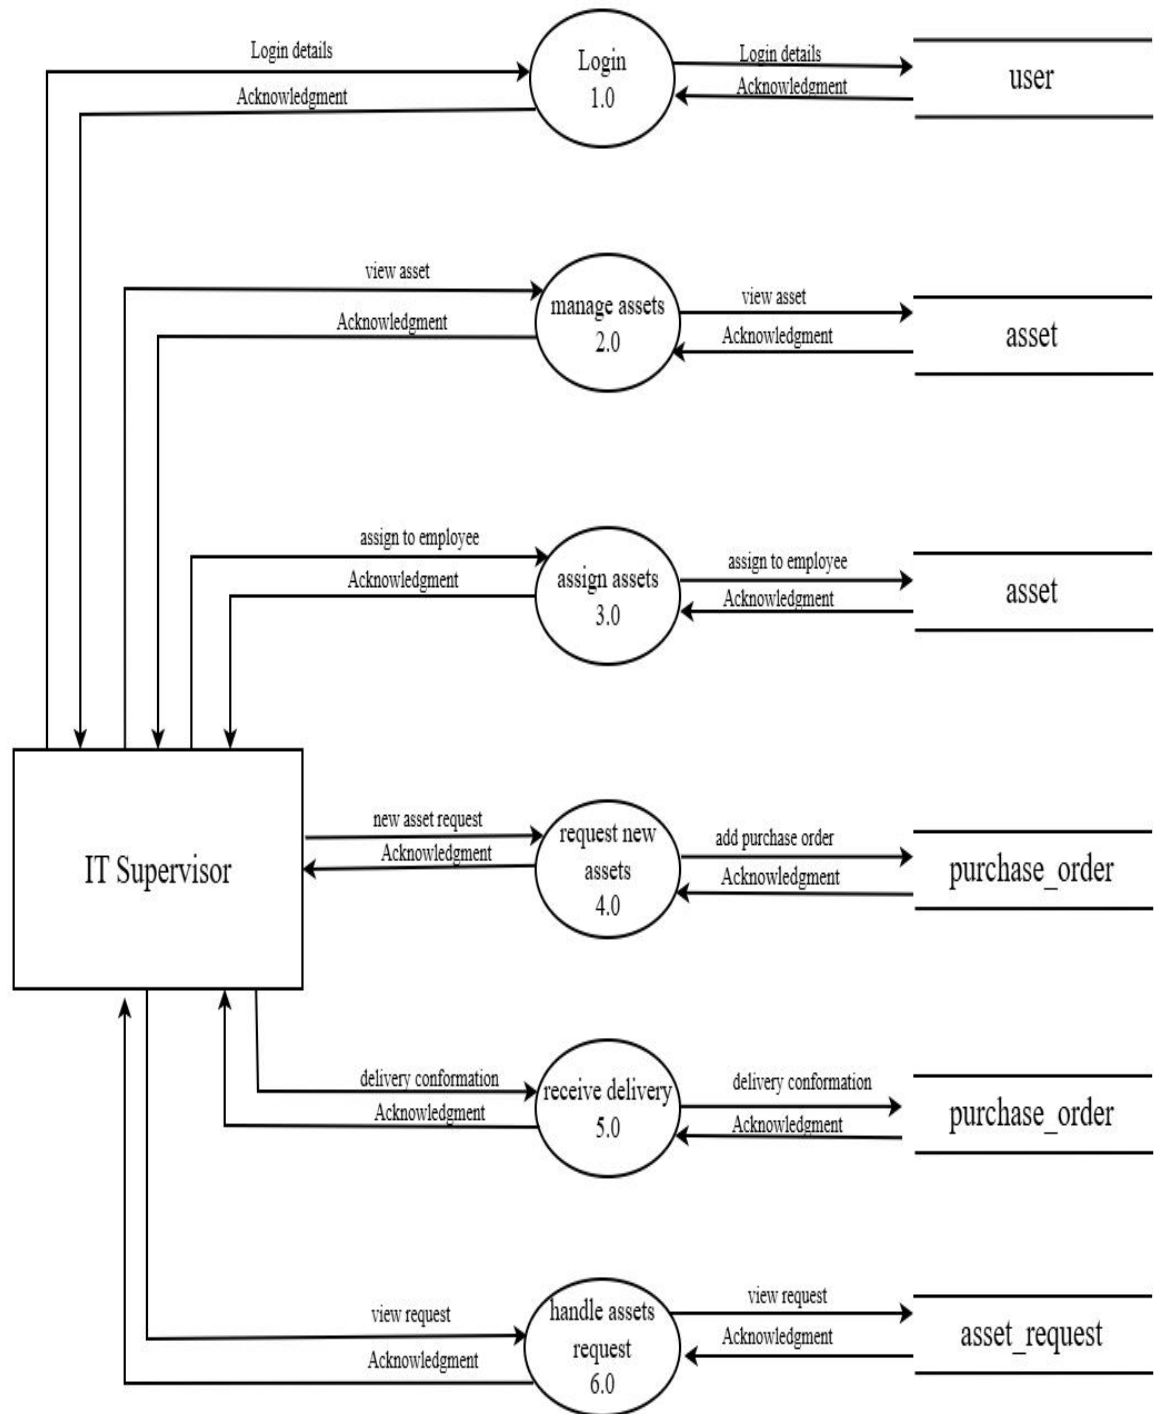 Login details
Acknowledgment
Login
1.0
Login details
Acknowledgment
user
view asset
Acknowledgment
manage assets
2.0
view asset
Acknowledgment
asset
assign to employee
Acknowledgment
assign assets
3.0
assign to employee
Acknowledgment
asset
IT Supervisor
new asset request
Acknowledgment
request new
assets
4.0
add purchase order
Acknowledgment
purchase_order
delivery conformation
Acknowledgment
receive delivery
5.0
delivery conformation
Acknowledgment
purchase_order
view request
Acknowledgment
handle assets
request
6.0
view request
Acknowledgment
asset_request